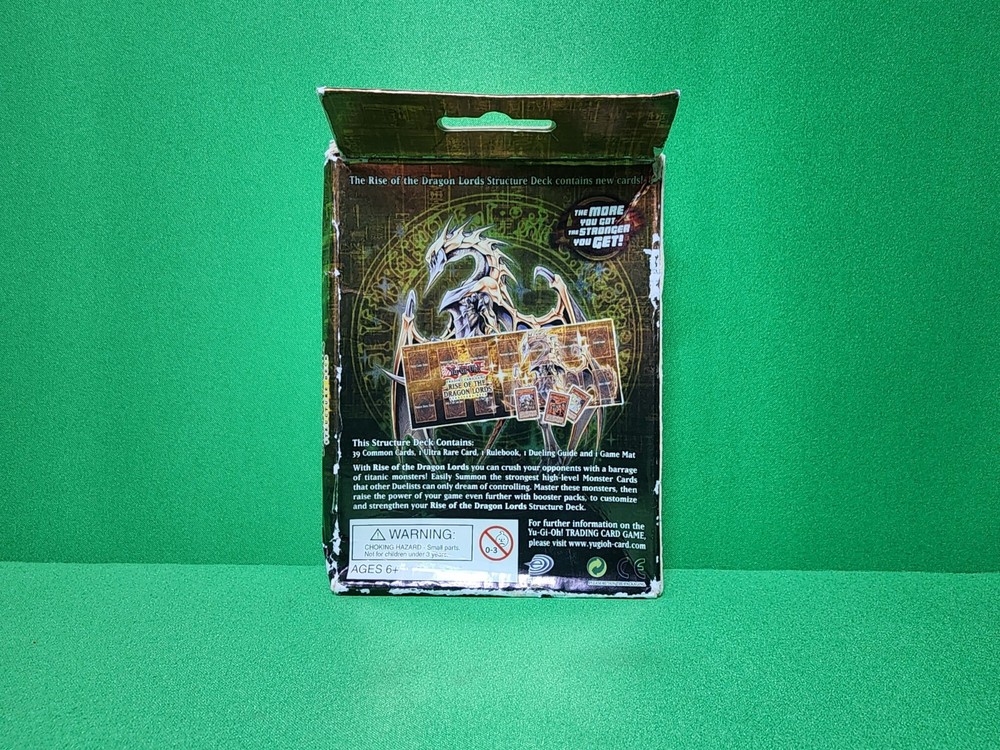 The Rise of the Dragon Lords Structure Deck contains new cards!
THE MORE
YOU GOT
THE STRONGER
YOU GET!
RISE OF THE
DRAGON LORDS
This Structure Deck Contains:
39 Common Cards, 1 Ultra Rare Card, 1 Rulebook, 1 Dueling Guide and 1 Game Mat
With Rise of the Dragon Lords you can crush your opponents with a barrage
of titanic monsters! Easily Summon the strongest high-level Monster Cards
that other Duelists can only dream of controlling. Master these monsters, then
raise the power of your game even further with booster packs, to customize
and strengthen your Rise of the Dragon Lords Structure Deck.
WARNING:
CHOKING HAZARD - Small parts.
Not for children under 3 years.
0-3
AGES 6+
For further information on the
Yu-Gi-Oh! TRADING CARD GAME,
please visit www.yugioh-card.com
CE